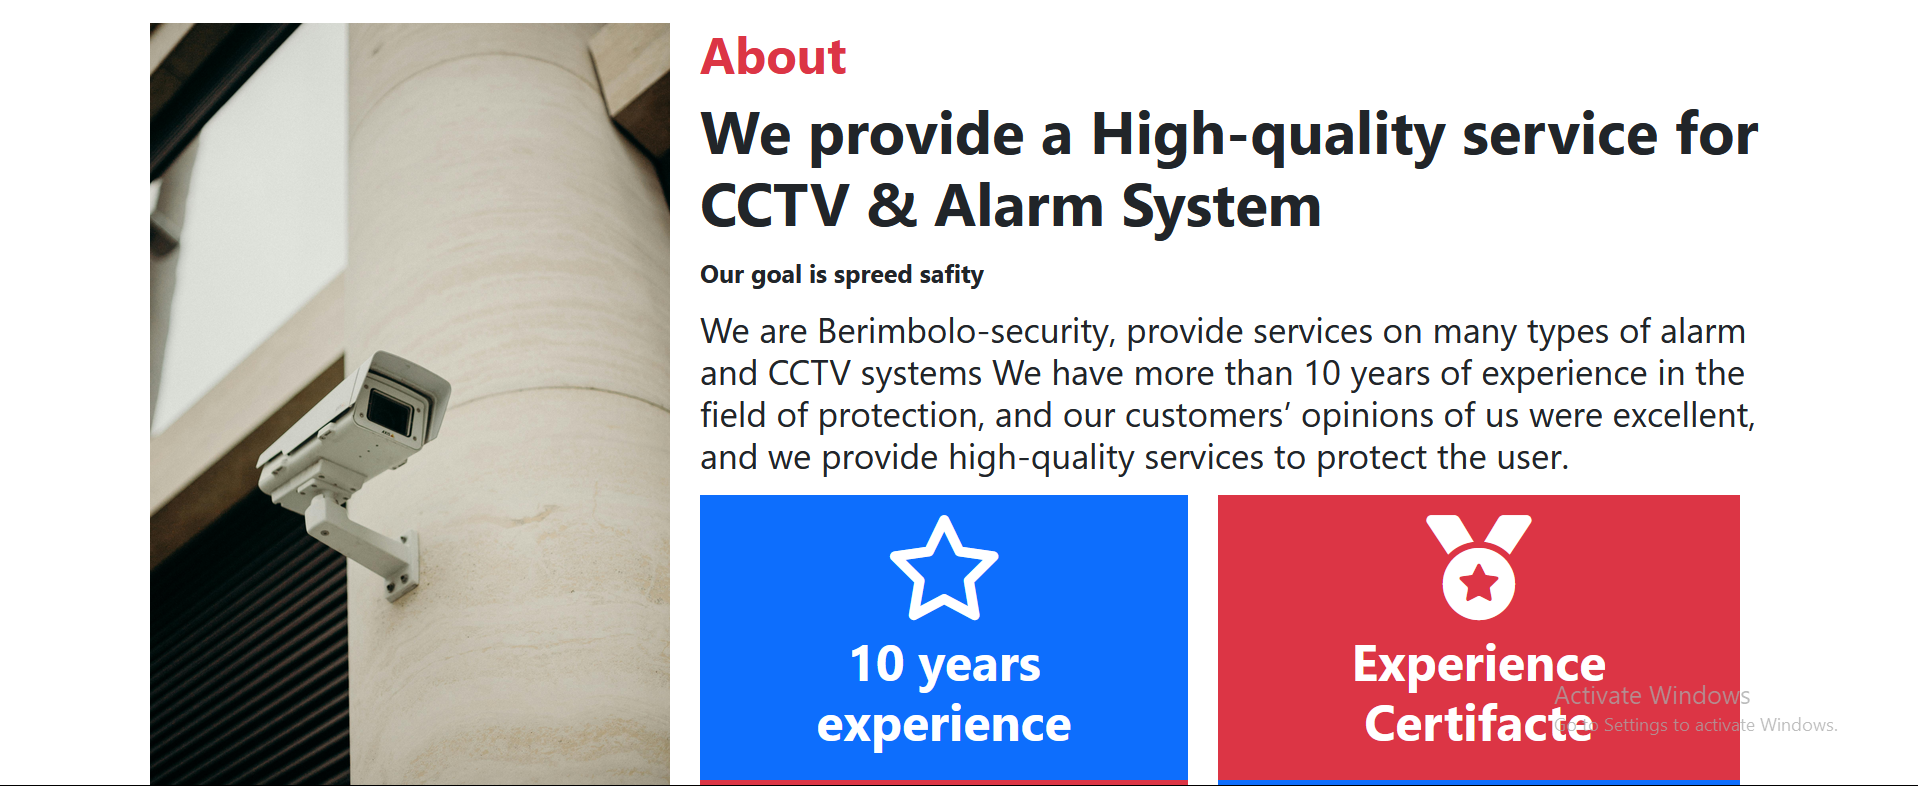 About
We provide a High-quality service for
CCTV & Alarm System
Our goal is spreed safity
We are Berimbolo-security, provide services on many types of alarm
and CCTV systems We have more than 10 years of experience in the
field of protection, and our customers’ opinions of us were excellent,
and we provide high-quality services to protect the user.
10 years
experience
Experience
Certifacte
Activate Windows
Go to Settings to activate Windows.